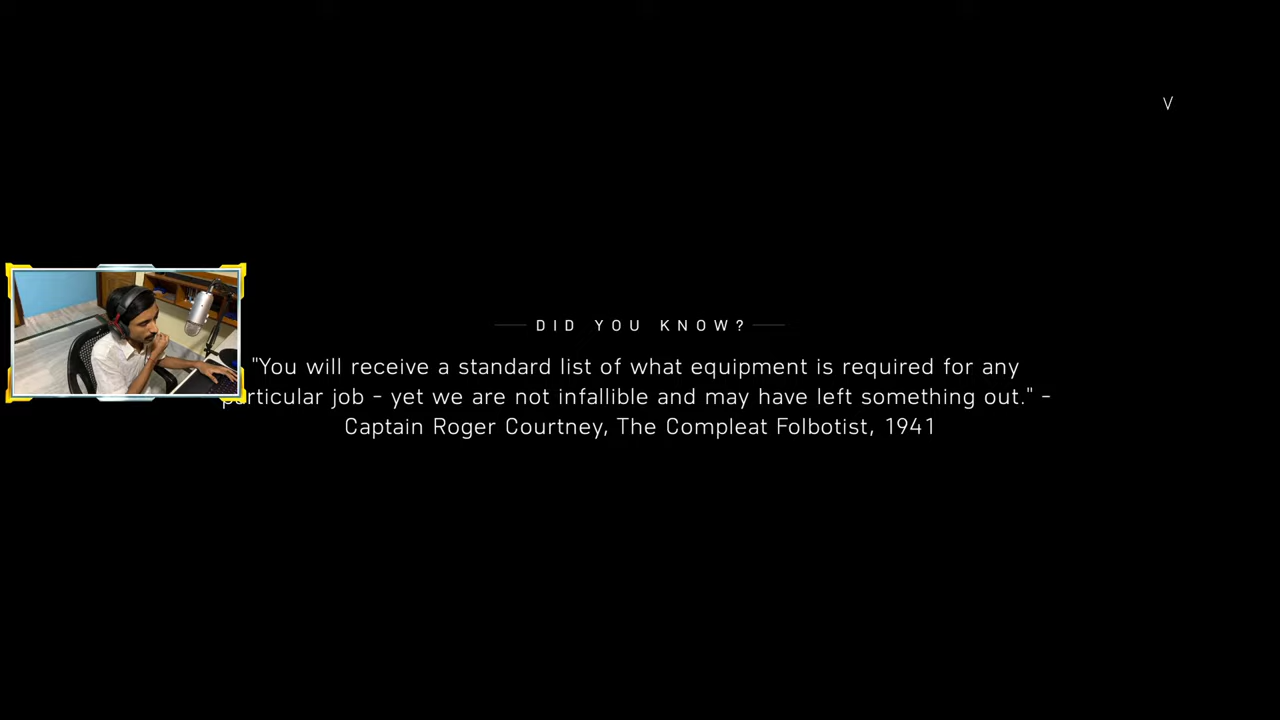 V
DID YOU KNOW?
"You will receive a standard list of what equipment is required for any
particular job - yet we are not infallible and may have left something out." -
Captain Roger Courtney, The Compleat Folbotist, 1941